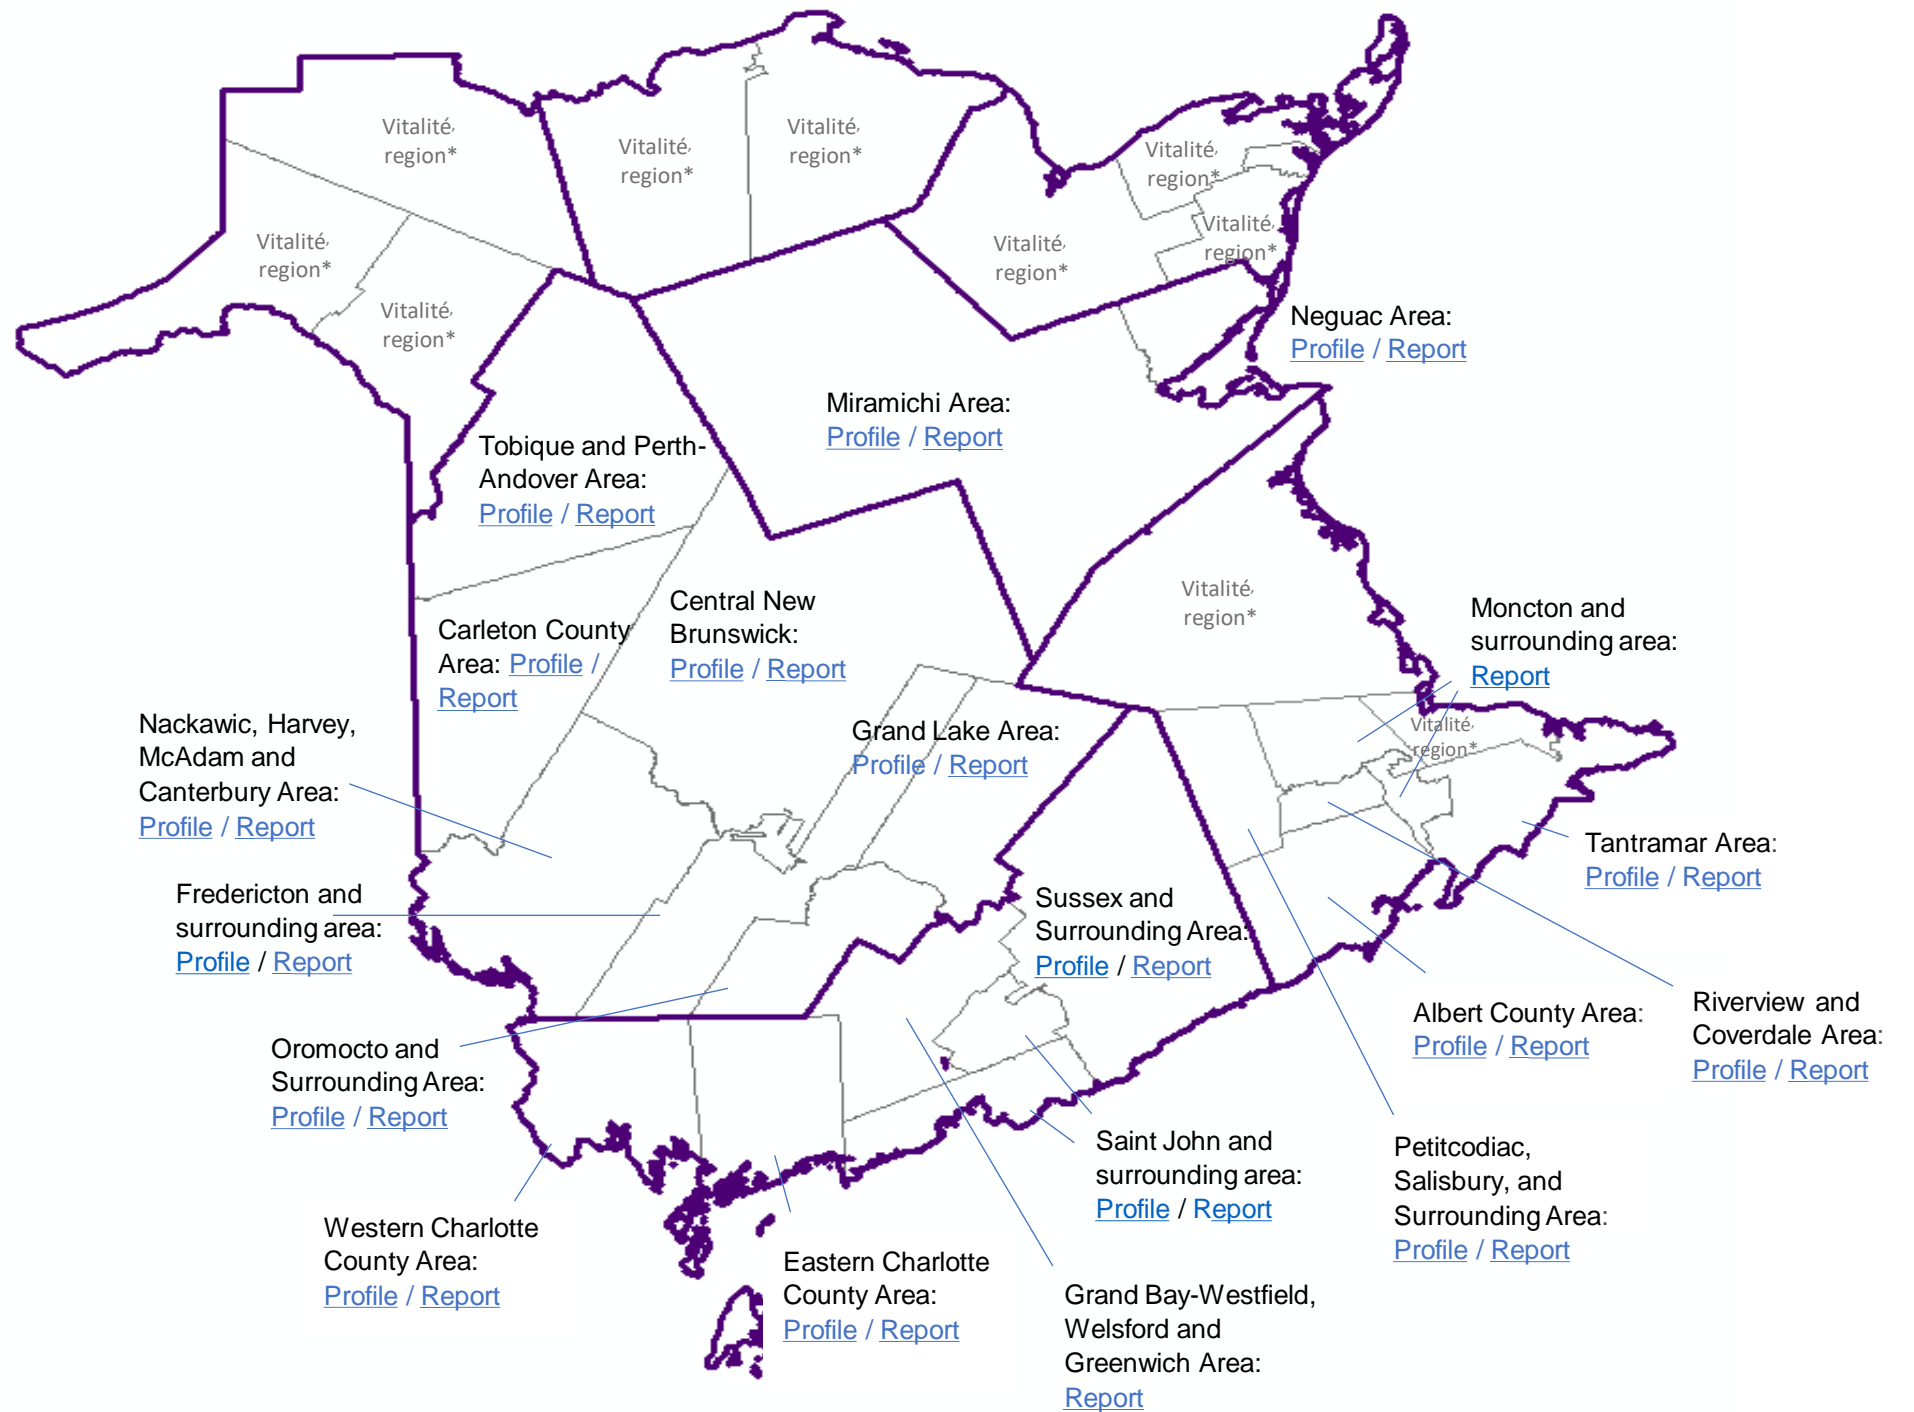 Vitalité
region*
Vitalité
region*
Vitalité
region*
Vitalité
region*
Vitalité
region*
Vitalité
region*
Vitalité
region*
Vitalité
region*
Vitalité
region*
Neguac Area:
Profile / Report
Miramichi Area:
Profile / Report
Tobique and Perth-
Andover Area:
Profile / Report
Vitalité
region*
Central New
Brunswick:
Profile / Report
Carleton County
Area: Profile /
Report
Moncton and
surrounding area:
Report
Vitalité
region*
Nackawic, Harvey,
McAdam and
Canterbury Area:
Profile / Report
Grand Lake Area:
Profile / Report
Tantramar Area:
Profile / Report
Fredericton and
surrounding area:
Profile / Report
Sussex and
Surrounding Area:
Profile / Report
Albert County Area:
Profile / Report
Riverview and
Coverdale Area:
Profile / Report
Oromocto and
Surrounding Area:
Profile / Report
Saint John and
surrounding area:
Profile / Report
Petitcodiac,
Salisbury, and
Surrounding Area:
Profile / Report
Western Charlotte
County Area:
Profile / Report
Eastern Charlotte
County Area:
Profile / Report
Grand Bay-Westfield,
Welsford and
Greenwich Area:
Report